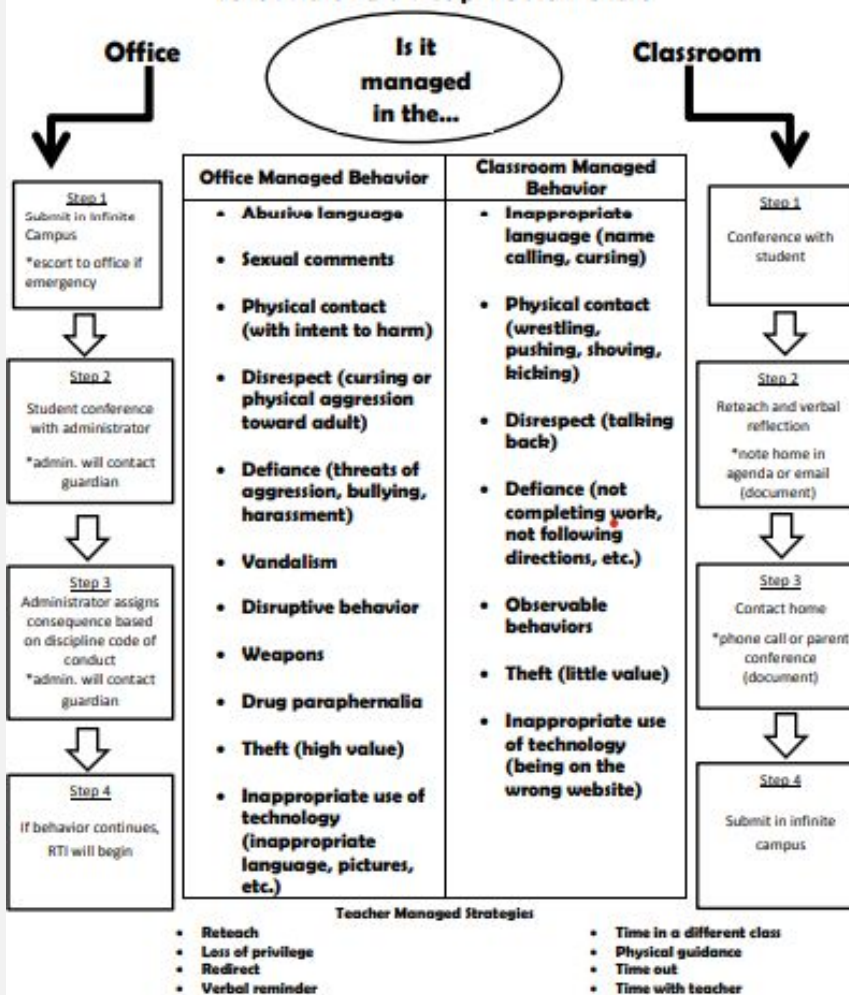 Office
Is it
managed
in the...
Classroom
Step 1
Submit in Infinite
Campus
*escort to office if
emergency
Step 2
Student conference
with administrator
*admin. will contact
guardian
Step 3
Administrator assigns
consequence based
on discipline code of
conduct
*admin. will contact
guardian
Step 4
If behavior continues,
RTI will begin
Office Managed Behavior
• Abusive language
• Sexual comments
• Physical contact
(with intent to harm)
• Disrespect (cursing or
physical aggression
toward adult)
• Defiance (threats of
aggression, bullying,
harassment)
• Vandalism
• Disruptive behavior
• Weapons
• Drug paraphernalia
• Theft (high value)
• Inappropriate use of
technology
(inappropriate
language, pictures,
etc.)
Classroom Managed
Behavior
• Inappropriate
language (name
calling, cursing)
• Physical contact
(wrestling,
pushing, shoving,
kicking)
• Disrespect (talking
back)
• Defiance (not
completing work,
not following
directions, etc.)
• Observable
behaviors
• Theft (little value)
• Inappropriate use
of technology
(being on the
wrong website)
Step 1
Conference with
student
Step 2
Reteach and verbal
reflection
*note home in
agenda or email
(document)
Step 3
Contact home
*phone call or parent
conference
(document)
Step 4
Submit in infinite
campus
Teacher Managed Strategies
• Reteach
• Loss of privilege
• Redirect
• Verbal reminder
• Time in a different class
• Physical guidance
• Time out
• Time with teacher